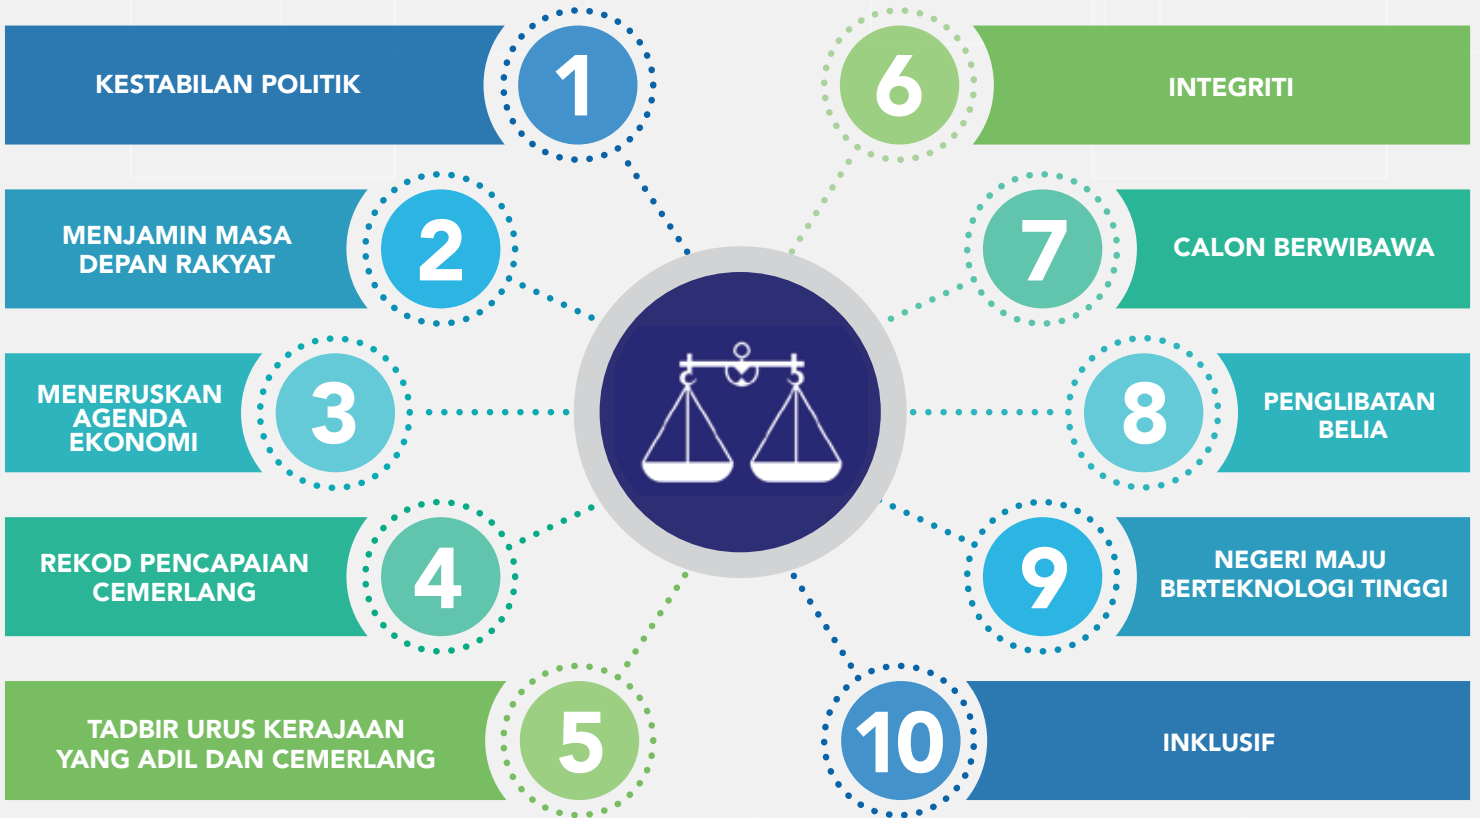 1
KESTABILAN POLITIK
2
MENJAMIN MASA
DEPAN RAKYAT
3
MENERUSKAN
AGENDA
EKONOMI
4
REKOD PENCAPAIAN
CEMERLANG
5
TADBIR URUS KERAJAAN
YANG ADIL DAN CEMERLANG
6
INTEGRITI
7
CALON BERWIBAWA
8
PENGLIBATAN
BELIA
9
NEGERI MAJU
BERTEKNOLOGI TINGGI
10
INKLUSIF